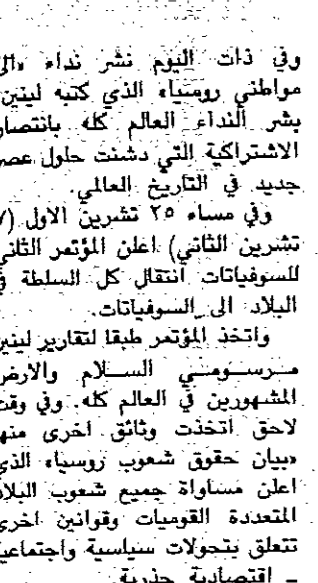 وفي ذات اليوم نشر نداء «الى
مواطني روسيا» الذي كتبه لينين
بشر النداء العالم كله بانتصار
الاشتراكية التي دشنت حلول عصر
جديد في التاريخ العالمي.
وفي مساء ٢٥ تشرين الاول (٧
تشرين الثاني) اعلن المؤتمر الثاني
للسوفياتات انتقال كل السلطة في
البلاد الى السوفياتات.
واتخذ المؤتمر طبقا لتقارير لينين
مرسومي السلام والارض
المشهورين في العالم كله. وفي وقت
لاحق اتخذت وثائق اخرى منها
«بيان حقوق شعوب روسيا» الذي
اعلن مساواة جميع شعوب البلاد
المتعددة القوميات وقوانين اخرى
تتعلق بتحولات سياسية واجتماعية
ـ اقتصادية جذرية.